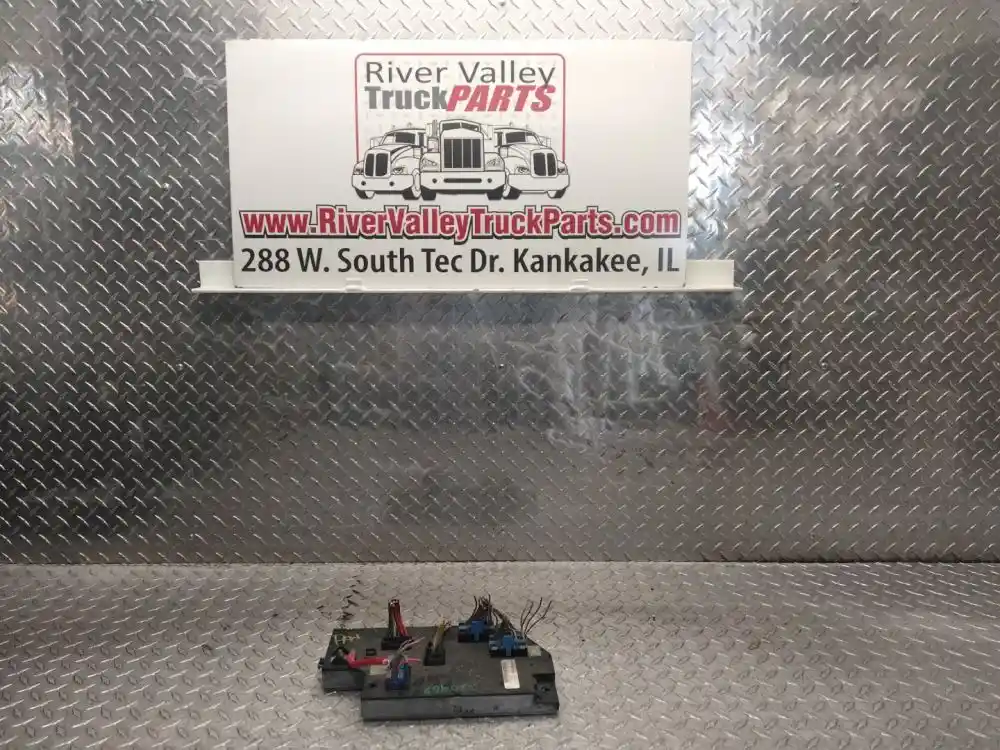 River Valley
TruckPARTS
www.RiverValleyTruckParts.com
288 W. South Tec Dr. Kankakee, IL